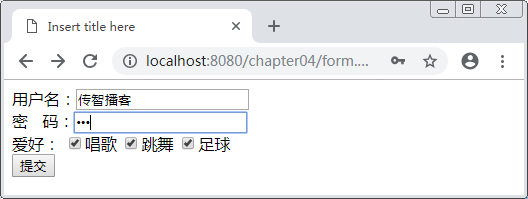 Insert title here
localhost:8080/chapter04/form....
用户名：传智播客
密 码：•••
爱好： 唱歌 跳舞 足球
提交